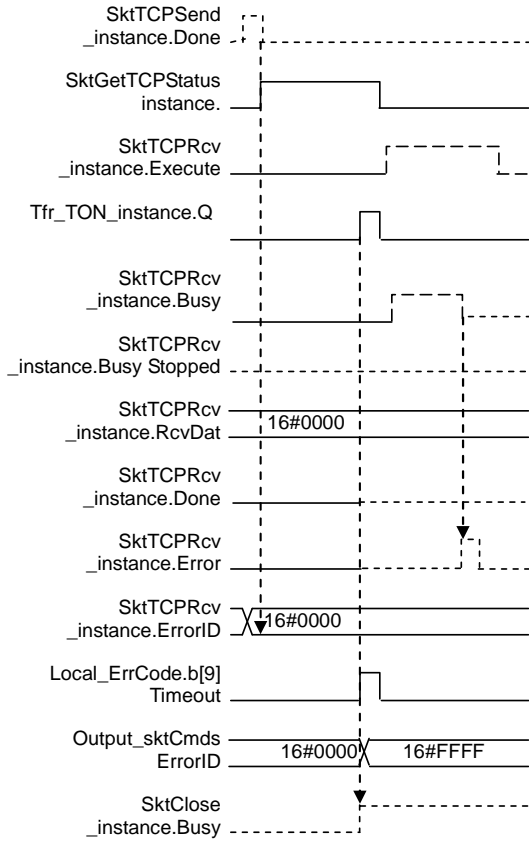 SktTCPSend
_instance.Done
SktGetTCPStatus
instance.
SktTCPRcv
_instance.Execute
Tfr_TON_instance.Q
SktTCPRcv
_instance.Busy
SktTCPRcv
_instance.Busy Stopped
SktTCPRcv
_instance.RcvDat
16#0000
SktTCPRcv
_instance.Done
SktTCPRcv
_instance.Error
SktTCPRcv
_instance.ErrorID
16#0000
Local_ErrCode.b[9]
Timeout
Output_sktCmds
ErrorID
16#0000
16#FFFF
SktClose
_instance.Busy